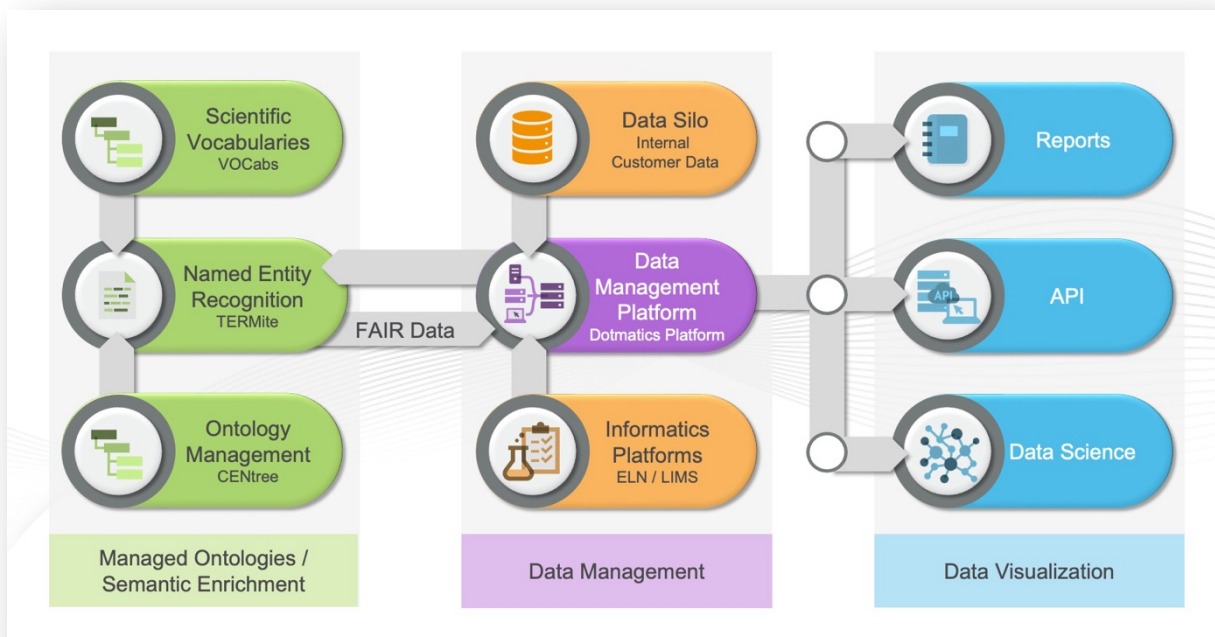 Scientific
Vocabularies
VOCabs
Named Entity
Recognition
TERMite
Ontology
Management
CENtree
Managed Ontologies /
Semantic Enrichment
FAIR Data
Data Silo
Internal
Customer Data
Data
Management
Platform
Dotmatics Platform
Informatics
Platforms
ELN / LIMS
Data Management
Reports
API
API
Data Science
Data Visualization